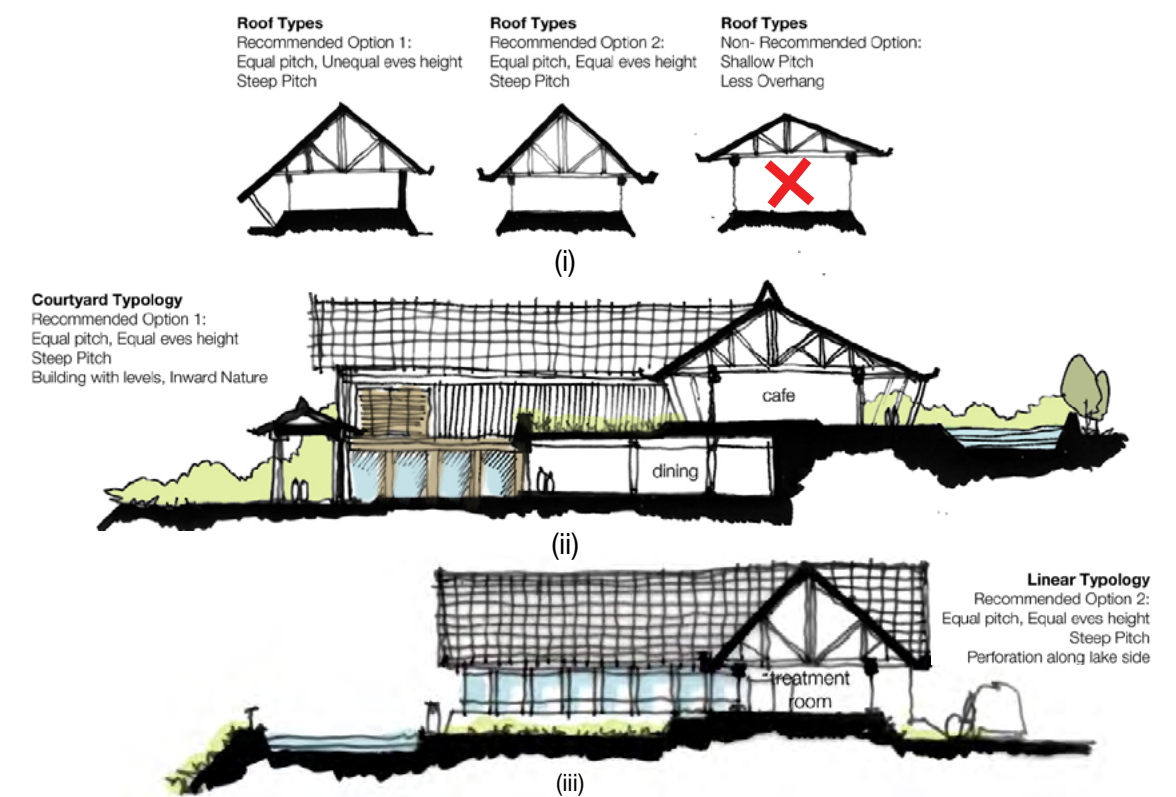 Roof Types
Recommended Option 1:
Equal pitch, Unequal eves height
Steep Pitch
Roof Types
Recommended Option 2:
Equal pitch, Equal eves height
Steep Pitch
Roof Types
Non- Recommended Option:
Shallow Pitch
Less Overhang
(i)
Courtyard Typology
Recommended Option 1:
Equal pitch, Equal eves height
Steep Pitch
Building with levels, Inward Nature
cafe
dining
(ii)
Linear Typology
Recommended Option 2:
Equal pitch, Equal eves height
Steep Pitch
Perforation along lake side
treatment
room
(iii)